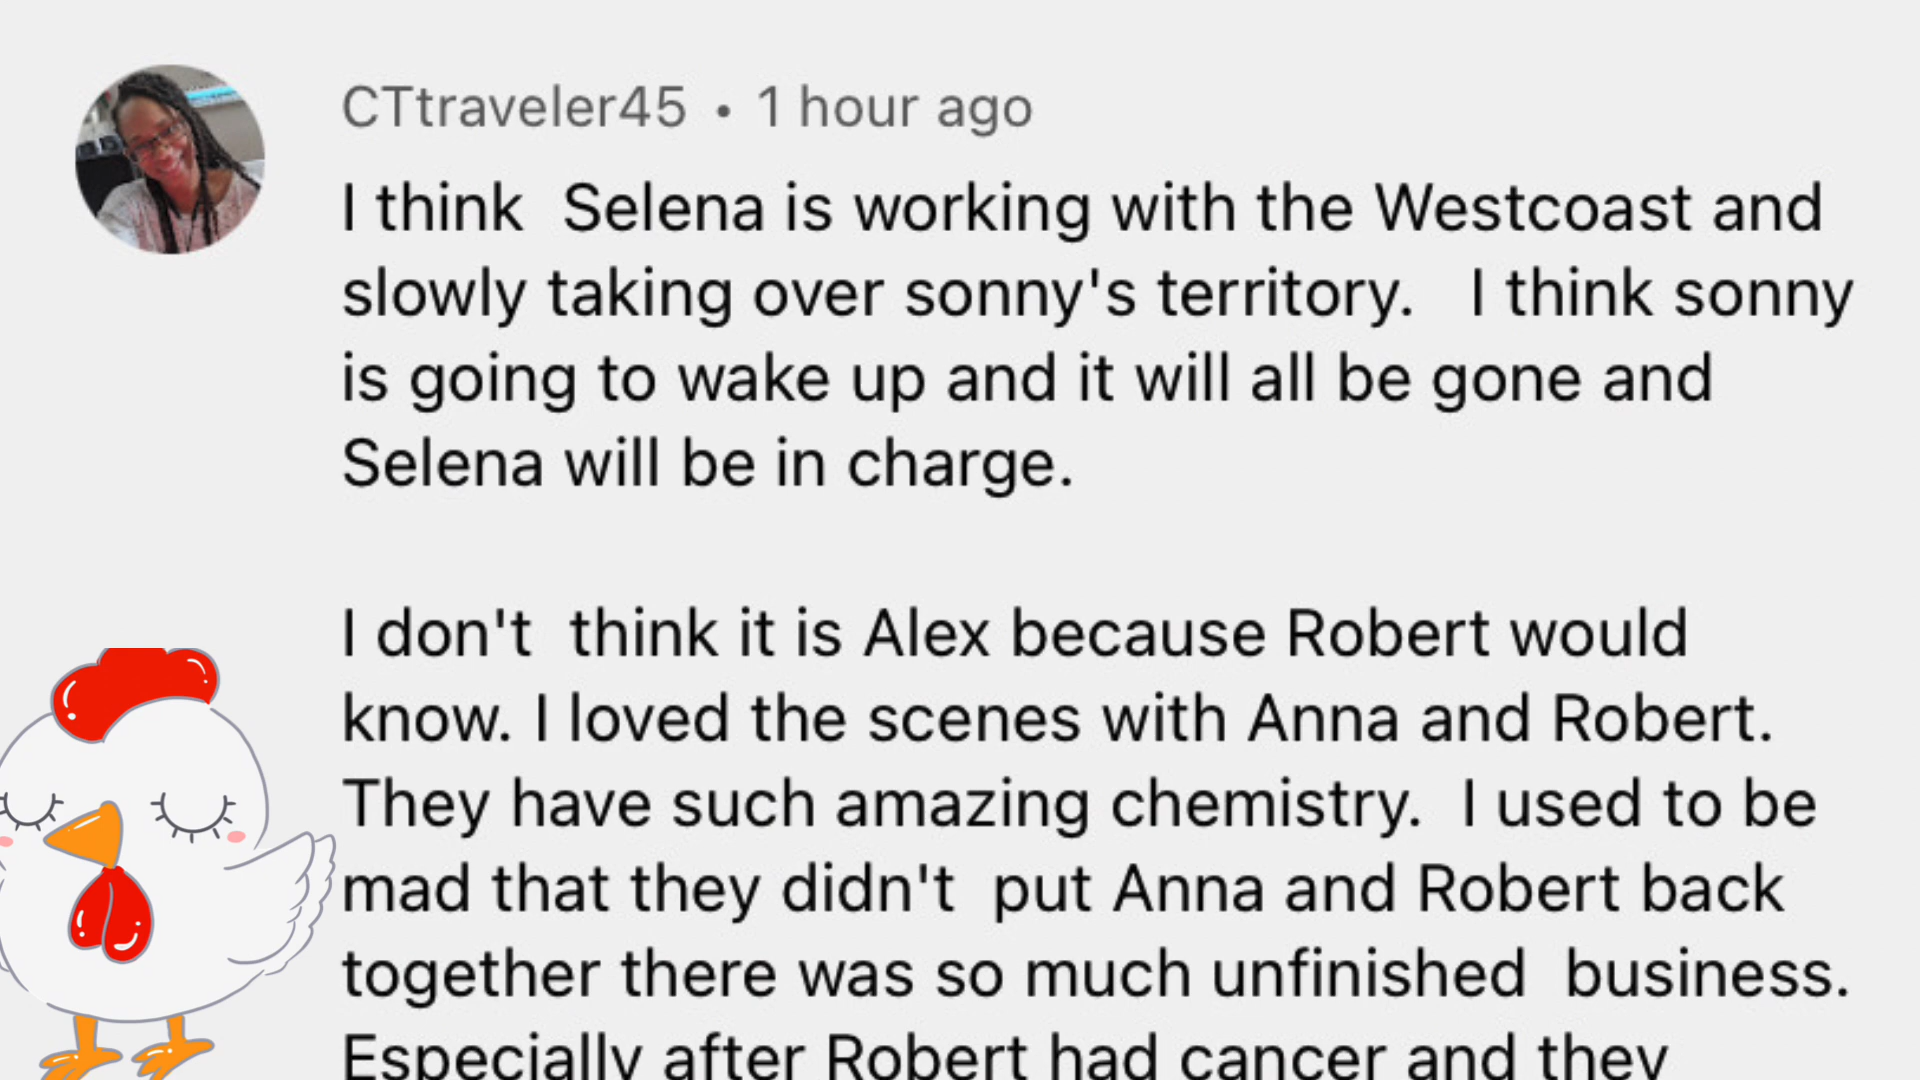 CTtraveler45 • 1 hour ago
I think  Selena is working with the Westcoast and
slowly taking over sonny's territory.   I think sonny
is going to wake up and it will all be gone and
Selena will be in charge.
I don't  think it is Alex because Robert would
know. I loved the scenes with Anna and Robert.
They have such amazing chemistry.  I used to be
mad that they didn't  put Anna and Robert back
together there was so much unfinished  business.
Especially after Robert had cancer and they